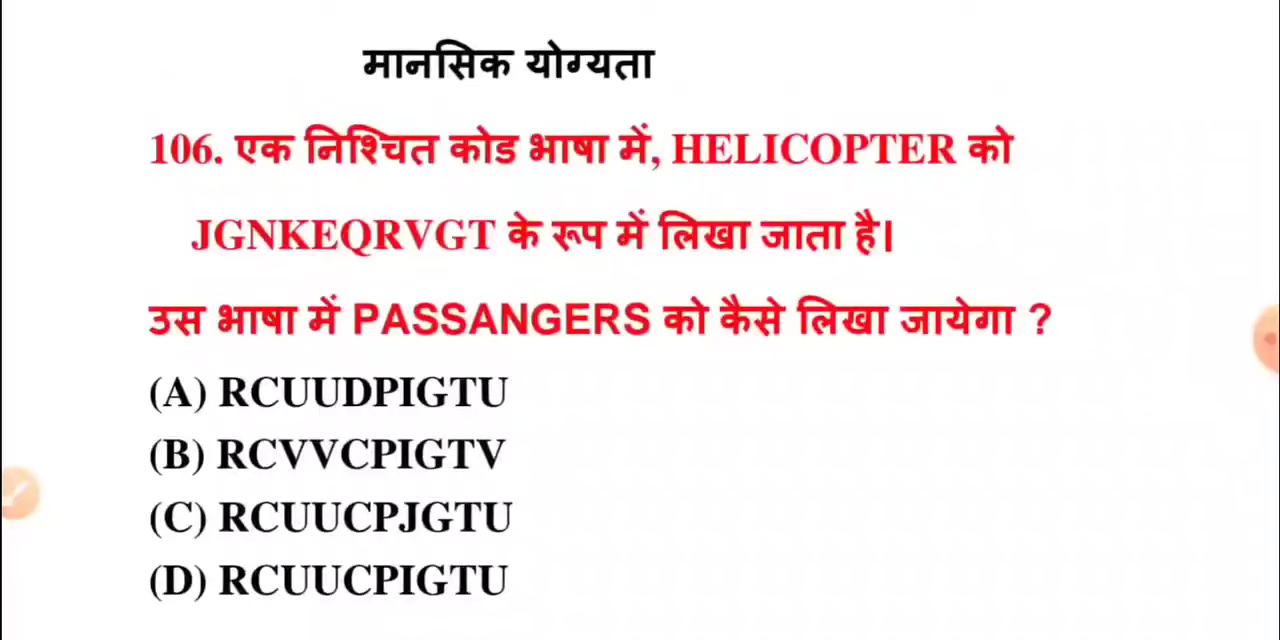 मानसिक योग्यता
106. एक निश्चित कोड भाषा में, HELICOPTER को
JGNKEQRVGT के रूप में लिखा जाता है।
उस भाषा में PASSANGERS को कैसे लिखा जायेगा ?
(A) RCUUDPIGTU
(B) RCVVCPIGTV
(C) RCUUCPJGTU
(D) RCUUCPIGTU